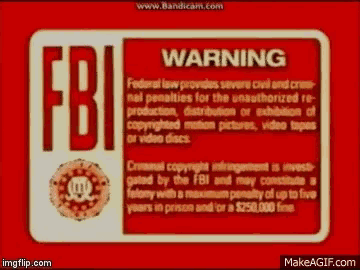 www.Bandicam.com
FBI
WARNING
Federal law provides severe civil and crimi-
nal penalties for the unauthorized re-
production, distribution or exhibition of
copyrighted motion pictures, video tapes
or video discs.
Criminal copyright infringement is investi-
gated by the FBI and may constitute a
felony with a maximum penalty of up to five
years in prison and/or a $250,000 fine.
imgflip.com
MakeAGIF.com